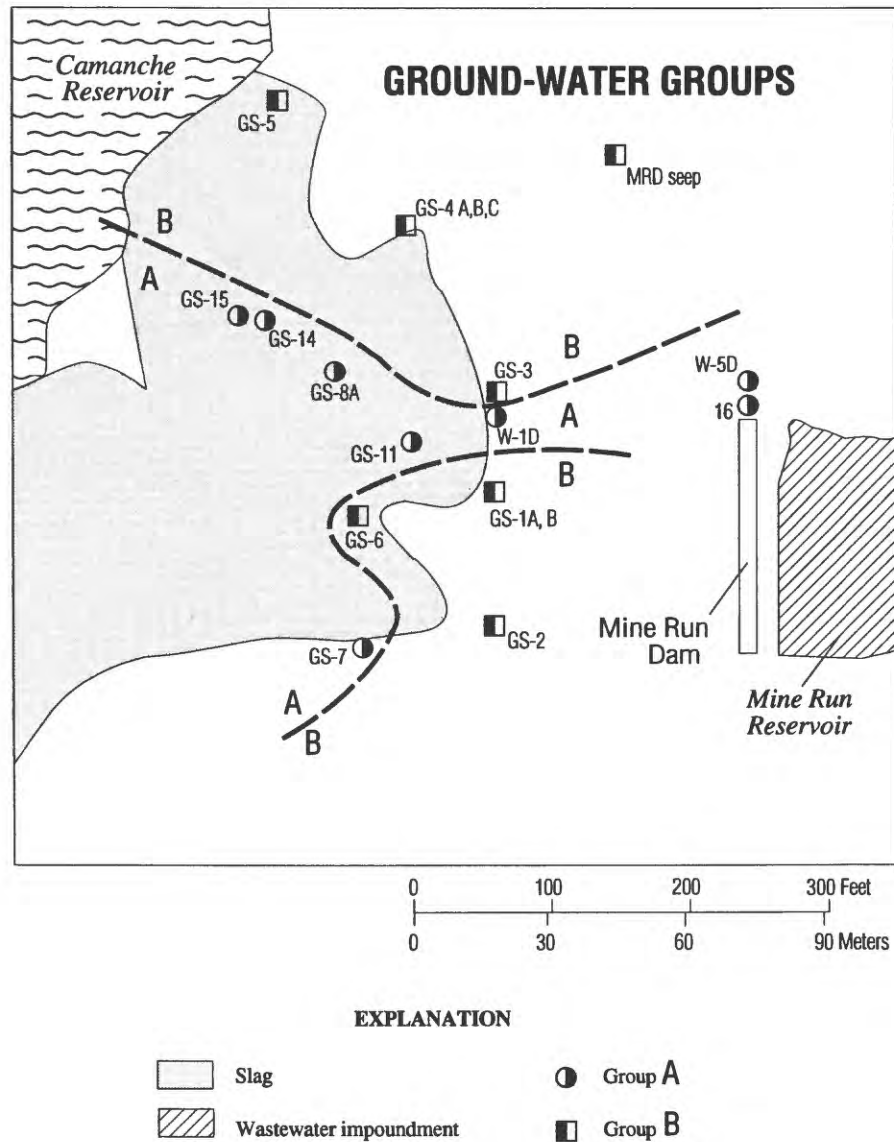 Camanche
Reservoir
GROUND-WATER GROUPS
GS-5
MRD seep
GS-4 A,B,C
B
A
GS-15
GS-14
GS-8A
B
GS-3
A
W-1D
W-5D
16
GS-11
B
GS-1A, B
GS-6
GS-2
Mine Run
Dam
GS-7
Mine Run
Reservoir
A
B
0 100 200 300 Feet
0 30 60 90 Meters
EXPLANATION
Slag
Group A
Wastewater impoundment
Group B